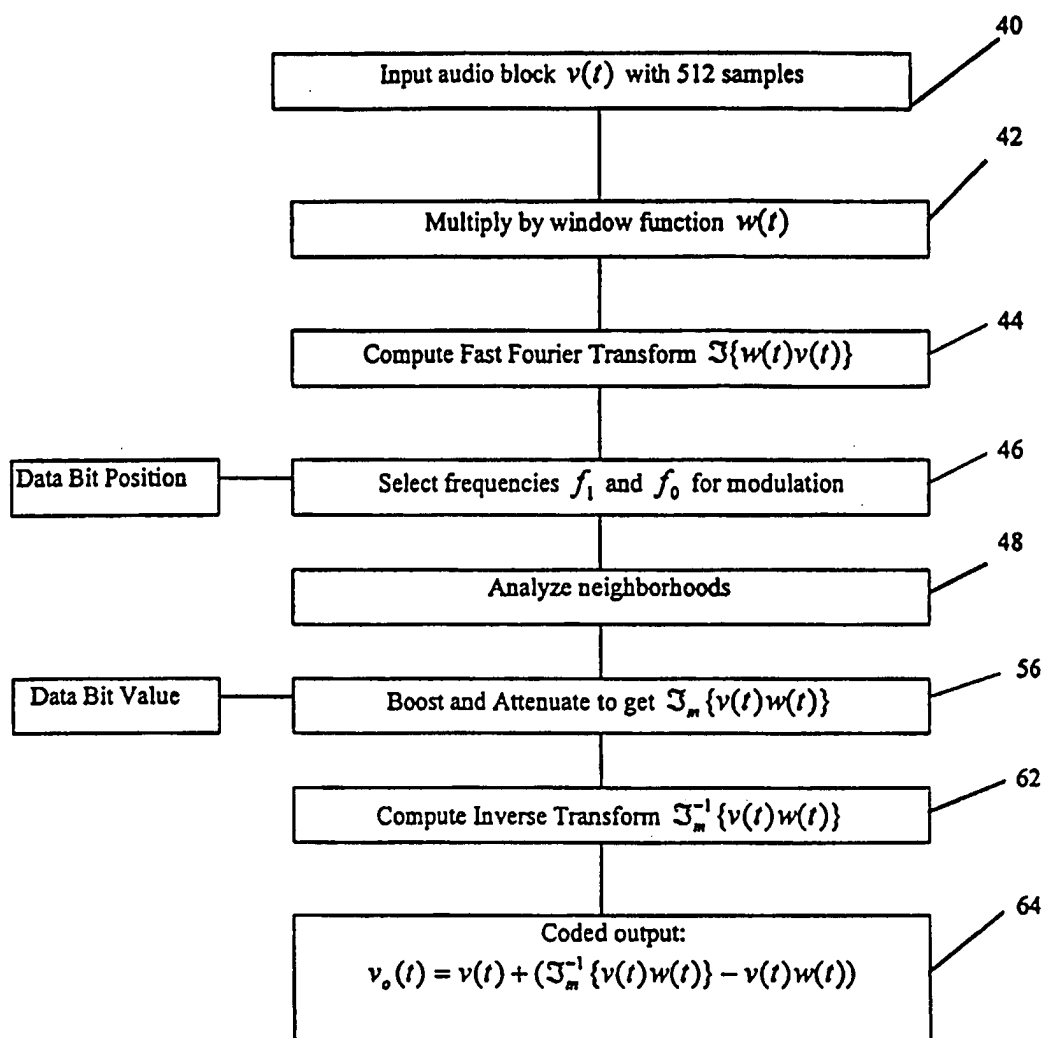 40
Input audio block v(t) with 512 samples
42
Multiply by window function w(t)
44
Compute Fast Fourier Transform ℑ{w(t)v(t)}
46
Data Bit Position
Select frequencies f₁ and f₀ for modulation
48
Analyze neighborhoods
56
Data Bit Value
Boost and Attenuate to get ℑₘ{v(t)w(t)}
62
Compute Inverse Transform ℑₘ⁻¹{v(t)w(t)}
64
Coded output:
vₒ(t) = v(t) + (ℑₘ⁻¹{v(t)w(t)} − v(t)w(t))